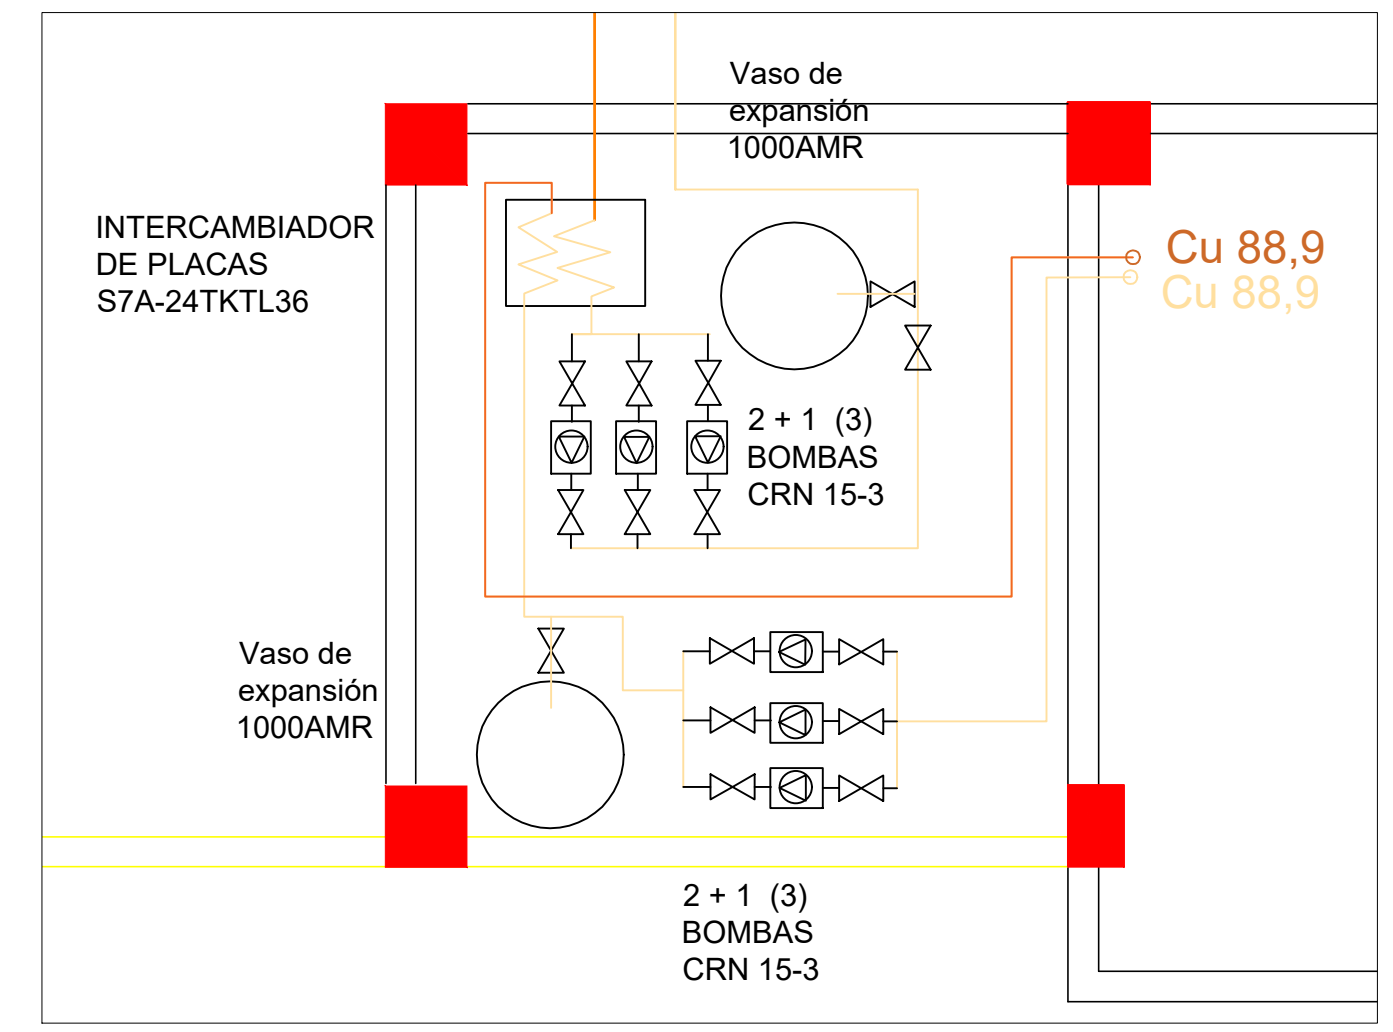 Vaso de
expansión
1000AMR
INTERCAMBIADOR
DE PLACAS
S7A-24TKTL36
Cu 88,9
Cu 88,9
2 + 1 (3)
BOMBAS
CRN 15-3
Vaso de
expansión
1000AMR
2 + 1 (3)
BOMBAS
CRN 15-3